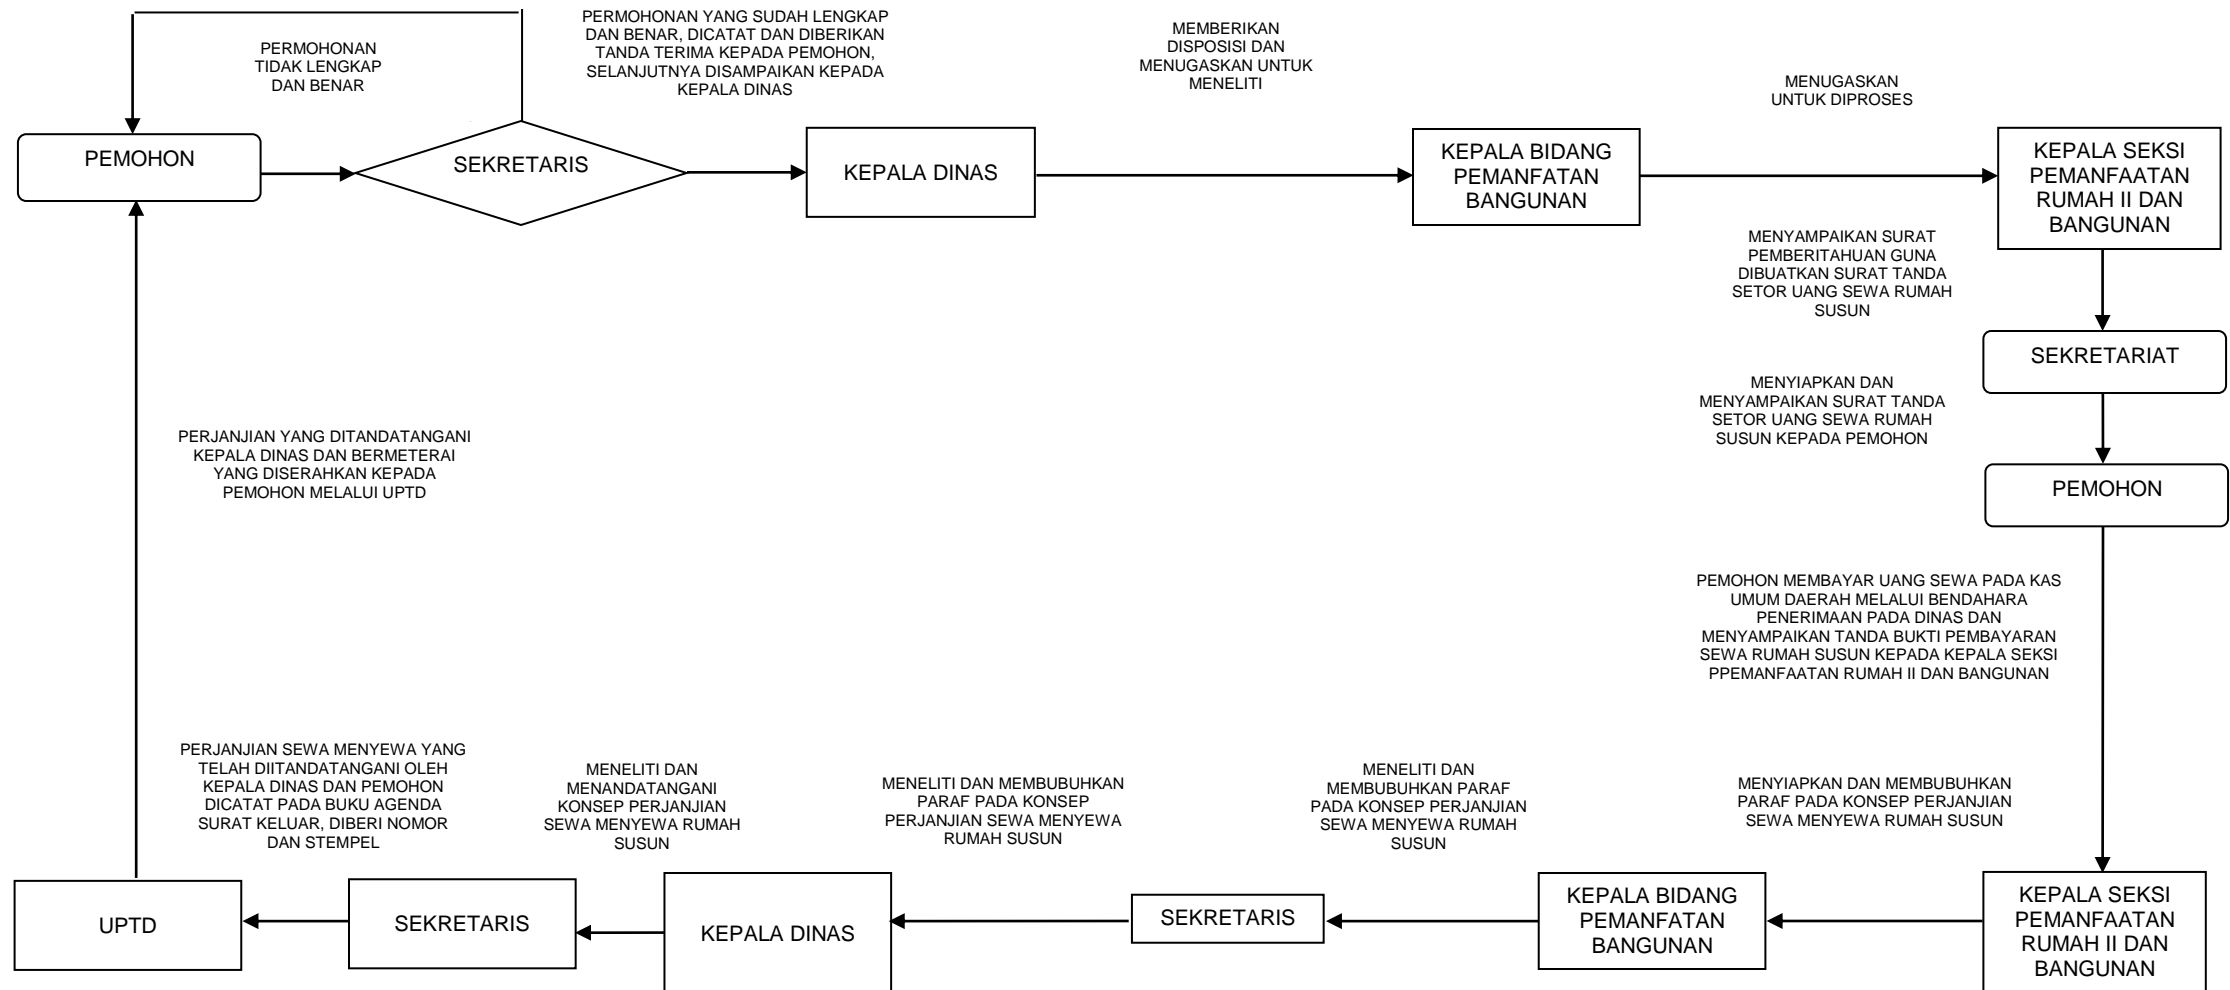 PERMOHONAN
TIDAK LENGKAP
DAN BENAR
PERMOHONAN YANG SUDAH LENGKAP
DAN BENAR, DICATAT DAN DIBERIKAN
TANDA TERIMA KEPADA PEMOHON,
SELANJUTNYA DISAMPAIKAN KEPADA
KEPALA DINAS
MEMBERIKAN
DISPOSISI DAN
MENUGASKAN UNTUK
MENELITI
MENUGASKAN
UNTUK DIPROSES
PEMOHON
SEKRETARIS
KEPALA DINAS
KEPALA BIDANG
PEMANFATAN
BANGUNAN
KEPALA SEKSI
PEMANFAATAN
RUMAH II DAN
BANGUNAN
MENYAMPAIKAN SURAT
PEMBERITAHUAN GUNA
DIBUATKAN SURAT TANDA
SETOR UANG SEWA RUMAH
SUSUN
SEKRETARIAT
MENYIAPKAN DAN
MENYAMPAIKAN SURAT TANDA
SETOR UANG SEWA RUMAH
SUSUN KEPADA PEMOHON
PEMOHON
PERJANJIAN YANG DITANDATANGANI
KEPALA DINAS DAN BERMETERAI
YANG DISERAHKAN KEPADA
PEMOHON MELALUI UPTD
PEMOHON MEMBAYAR UANG SEWA PADA KAS
UMUM DAERAH MELALUI BENDAHARA
PENERIMAAN PADA DINAS DAN
MENYAMPAIKAN TANDA BUKTI PEMBAYARAN
SEWA RUMAH SUSUN KEPADA KEPALA SEKSI
PPEMANFAATAN RUMAH II DAN BANGUNAN
PERJANJIAN SEWA MENYEWA YANG
TELAH DIITANDATANGANI OLEH
KEPALA DINAS DAN PEMOHON
DICATAT PADA BUKU AGENDA
SURAT KELUAR, DIBERI NOMOR
DAN STEMPEL
MENELITI DAN
MENANDATANGANI
KONSEP PERJANJIAN
SEWA MENYEWA RUMAH
SUSUN
MENELITI DAN MEMBUBUHKAN
PARAF PADA KONSEP
PERJANJIAN SEWA MENYEWA
RUMAH SUSUN
MENELITI DAN
MEMBUBUHKAN PARAF
PADA KONSEP PERJANJIAN
SEWA MENYEWA RUMAH
SUSUN
MENYIAPKAN DAN MEMBUBUHKAN
PARAF PADA KONSEP PERJANJIAN
SEWA MENYEWA RUMAH SUSUN
UPTD
SEKRETARIS
KEPALA DINAS
SEKRETARIS
KEPALA BIDANG
PEMANFATAN
BANGUNAN
KEPALA SEKSI
PEMANFAATAN
RUMAH II DAN
BANGUNAN